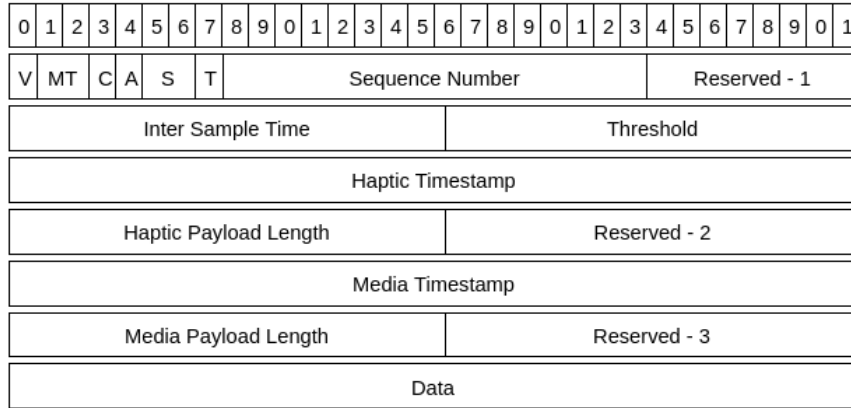 0 1 2 3 4 5 6 7 8 9 0 1 2 3 4 5 6 7 8 9 0 1 2 3 4 5 6 7 8 9 0 1
V MT C A S T Sequence Number Reserved - 1
Inter Sample Time Threshold
Haptic Timestamp
Haptic Payload Length Reserved - 2
Media Timestamp
Media Payload Length Reserved - 3
Data